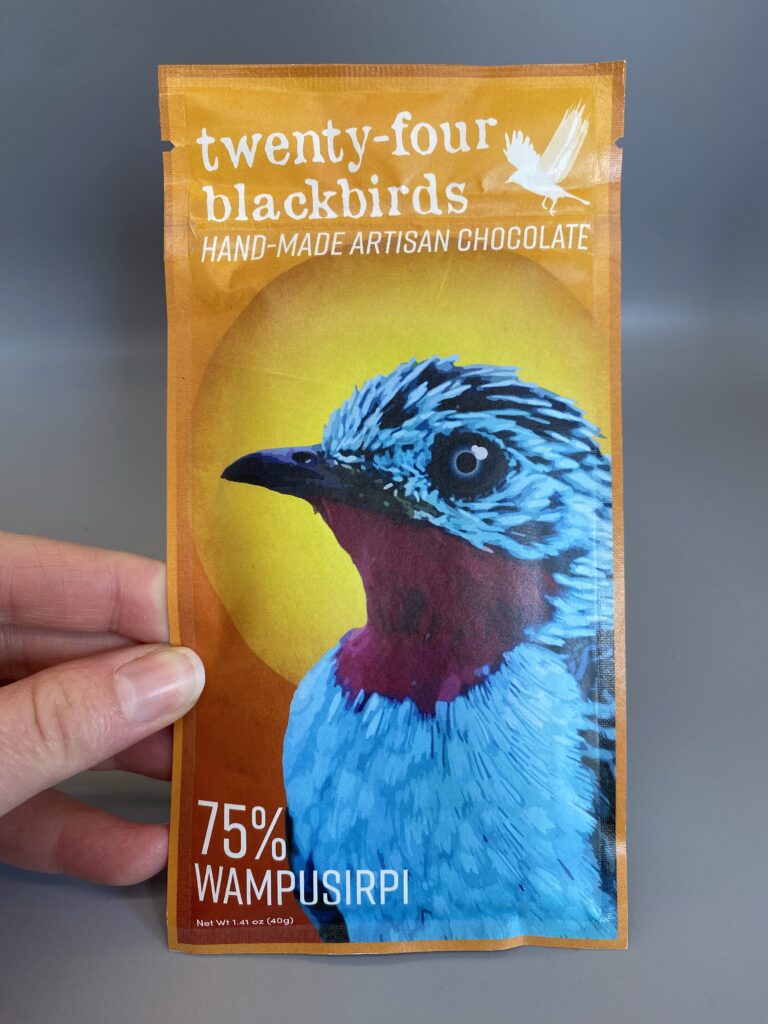 twenty-four
blackbirds
HAND-MADE ARTISAN CHOCOLATE
75%
WAMPUSIRPI
Net Wt 1.41 oz (40g)